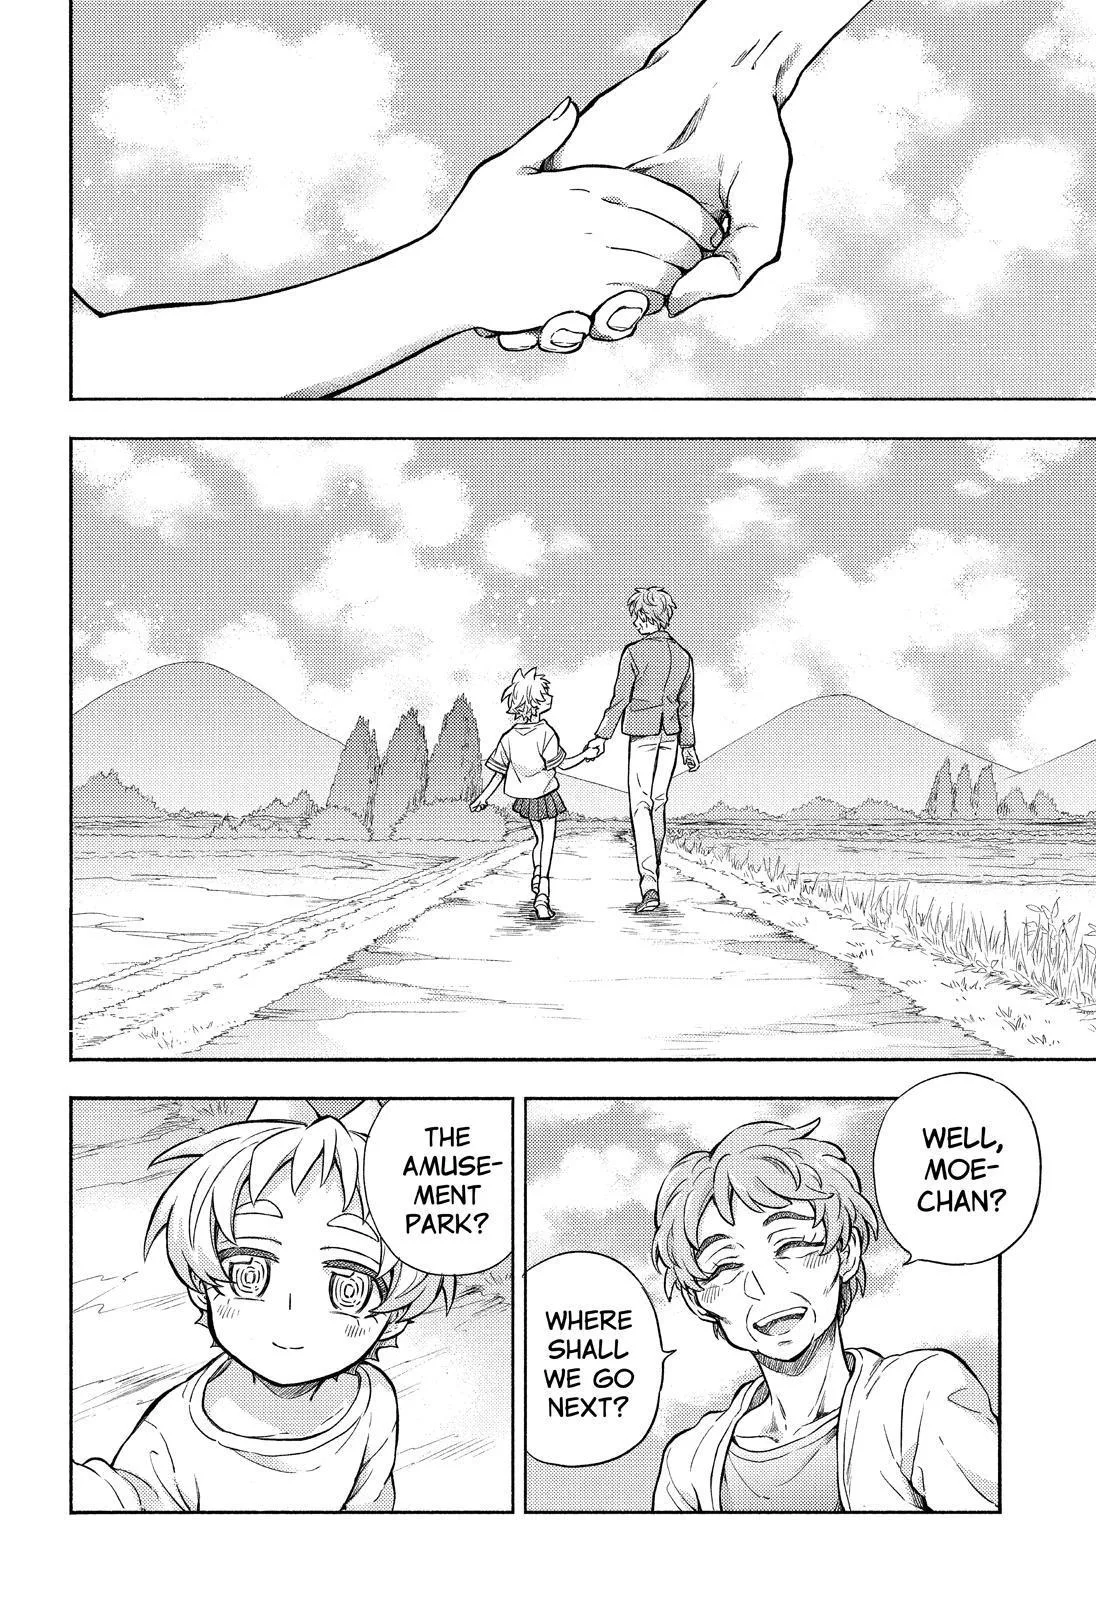 WELL,
MOE-
CHAN?
WHERE
SHALL
WE GO
NEXT?
THE
AMUSE-
MENT
PARK?